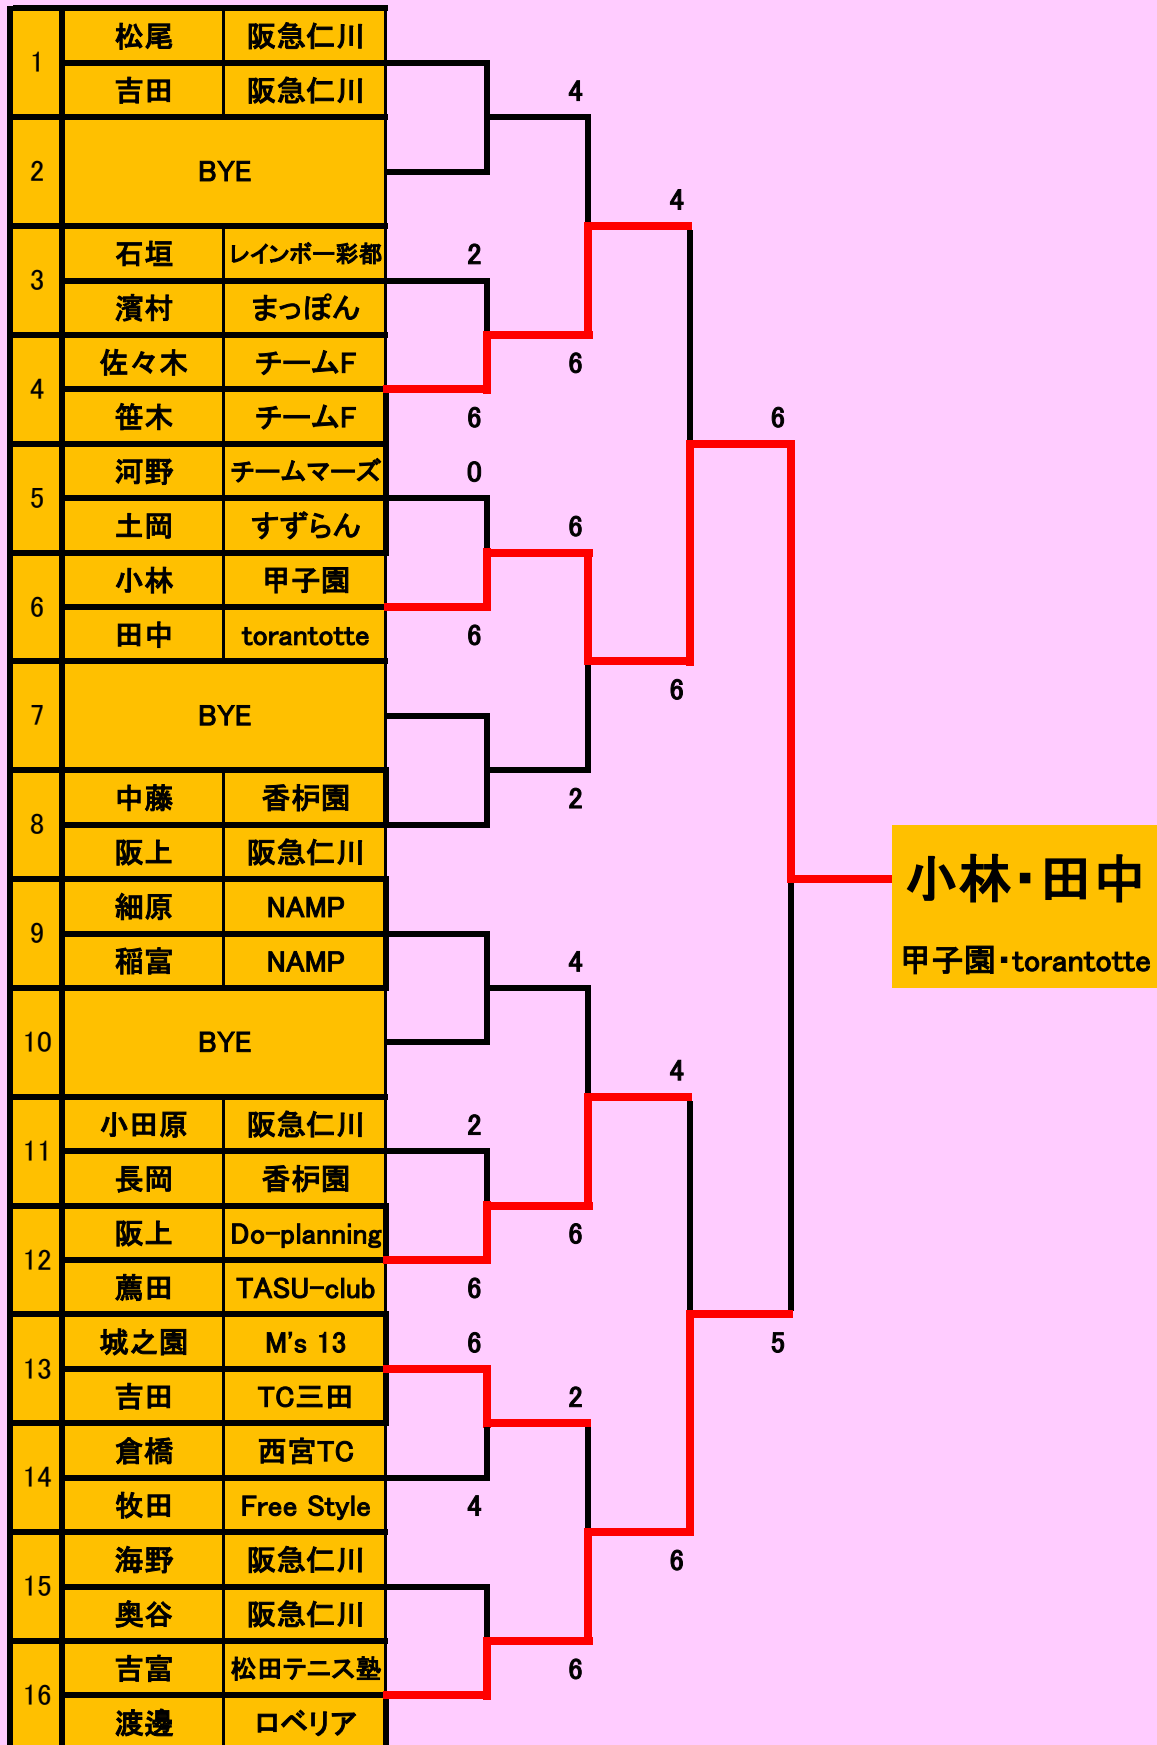 1
松尾 阪急仁川
吉田 阪急仁川
4
2
BYE
4
3
石垣 レインボー彩都
2
濱村 まっぽん
6
4
佐々木 チームF
笹木 チームF
6
6
5
河野 チームマーズ
0
土岡 すずらん
6
6
小林 甲子園
田中 torantotte
6
6
7
BYE
2
8
中藤 香枦園
阪上 阪急仁川
小林・田中
甲子園・torantotte
9
細原 NAMP
稲富 NAMP
4
10
BYE
4
11
小田原 阪急仁川
2
長岡 香枦園
12
阪上 Do-planning
6
薦田 TASU-club
6
13
城之園 M's 13
6
5
吉田 TC三田
2
14
倉橋 西宮TC
牧田 Free Style
4
15
海野 阪急仁川
6
奥谷 阪急仁川
16
吉富 松田テニス塾
6
渡邊 ロベリア